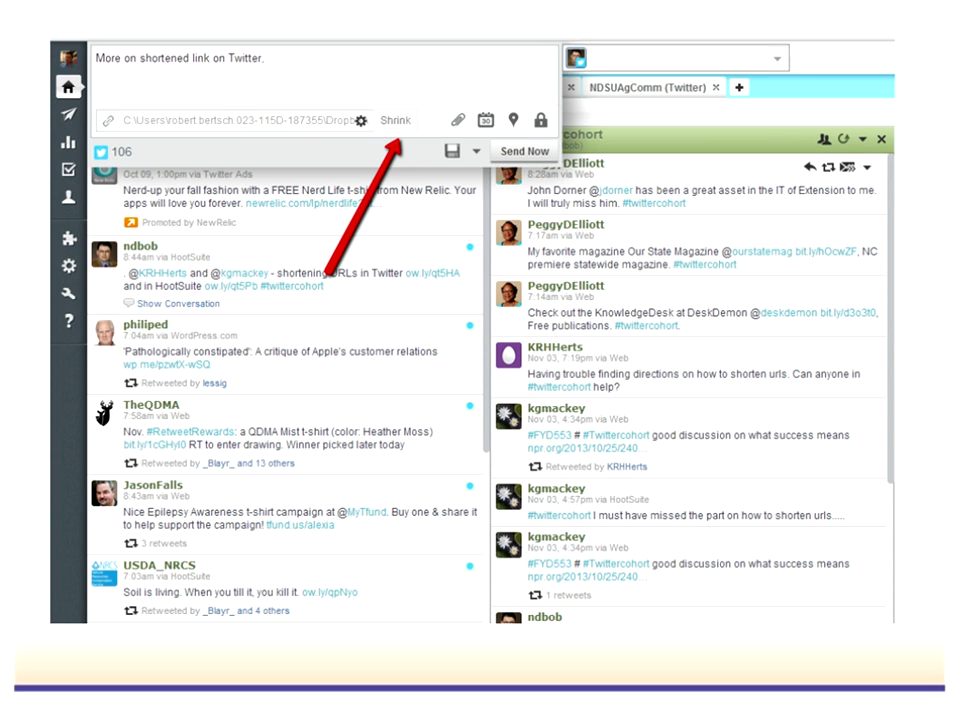 More on shortened link on Twitter.
C:\Users\robert.bertsch.023-115D-187355\Dropb
Shrink
30
106
Send Now
Oct 09, 1:00pm via Twitter Ads
Nerd-up your fall fashion with a FREE Nerd Life t-shirt from New Relic. Your
apps will love you forever.
Promoted by NewRelic
ndbob
8:44am via HootSuite
. @KRHHerts and @kgmackey - shortening URLs in Twitter ow.ly/qt5HA
and in HootSuite ow.ly/qt5Pb #twittercohort
Show Conversation
philiped
7:04am via WordPress.com
'Pathologically constipated': A critique of Apple's customer relations
wp.me/pzwtX-wSQ
Retweeted by lessig
TheQDMA
7:58am via Web
Nov. #RetweetRewards: a QDMA Mist t-shirt (color: Heather Moss)
bit.ly/1cGHyI0 RT to enter drawing. Winner picked later today
Retweeted by _Blayr_ and 13 others
JasonFalls
8:43am via Web
Nice Epilepsy Awareness t-shirt campaign at @MyTfund. Buy one & share it
to help support the campaign! tfund.us/alexia
3 retweets
USDA_NRCS
7:03am via HootSuite
Soil is living. When you till it, you kill it. ow.ly/qpNyo
Retweeted by _Blayr_ and 4 others
NDSUAgComm (Twitter)
DElliott
8:28am via Web
John Dorner @jdorner has been a great asset in the IT of Extension to me.
I will truly miss him. #twittercohort
PeggyDElliott
7:17am via Web
My favorite magazine Our State Magazine @ourstatemag bit.ly/hOcwZF, NC
premiere statewide magazine. #twittercohort
PeggyDElliott
7:14am via Web
Check out the KnowledgeDesk at DeskDemon @deskdemon bit.ly/d3o3t0,
Free publications. #twittercohort.
KRHHerts
Nov 03, 7:19pm via Web
Having trouble finding directions on how to shorten urls. Can anyone in
#twittercohort help?
kgmackey
Nov 03, 4:34pm via Web
#FYD553 # #Twittercohort good discussion on what success means
npr.org/2013/10/25/240...
Retweeted by KRHHerts
kgmackey
Nov 03, 4:57pm via HootSuite
#twittercohort I must have missed the part on how to shorten urls.....
kgmackey
Nov 03, 4:34pm via Web
#FYD553 # #Twittercohort good discussion on what success means
npr.org/2013/10/25/240...
1 retweets
ndbob